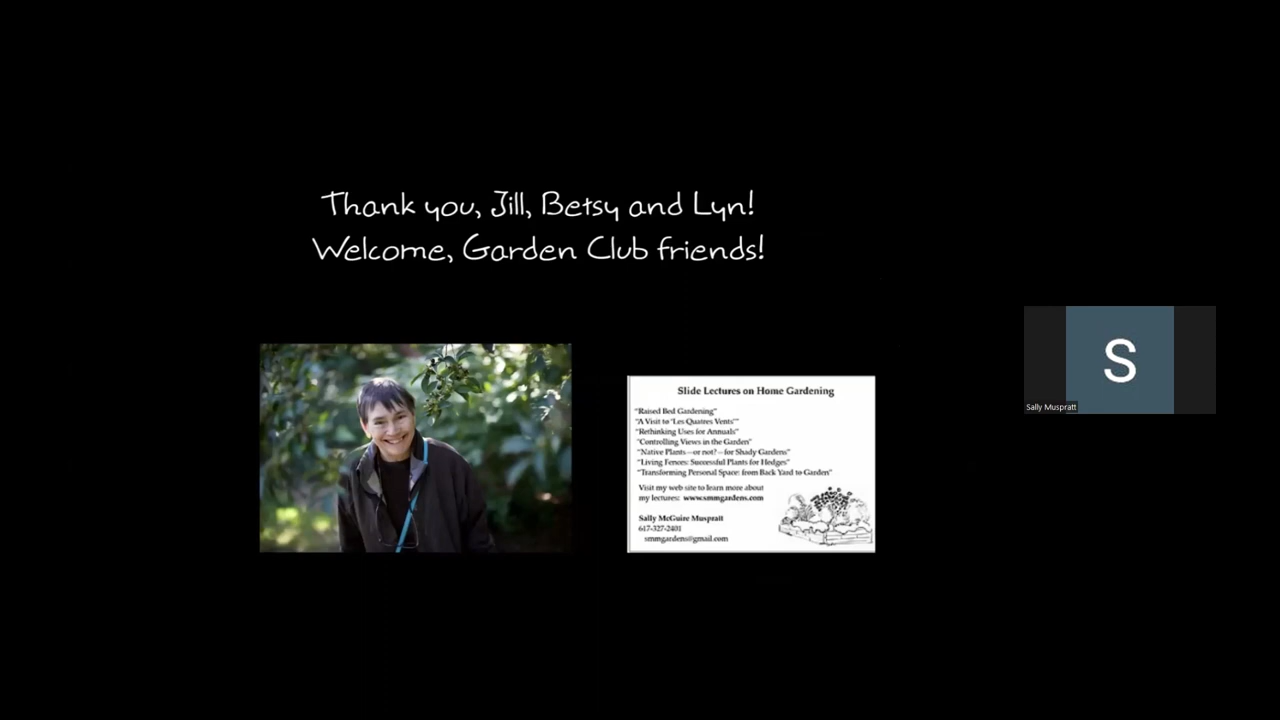 Thank you, Jill, Betsy and Lyn!
Welcome, Garden Club friends!
Slide Lectures on Home Gardening
"Raised Bed Gardening"
"A Visit to 'Les Quatres Vents'"
"Rethinking Uses for Annuals"
"Controlling Views in the Garden"
"Native Plants—or not?—for Shady Gardens"
"Living Fences: Successful Plants for Hedges"
"Transforming Personal Space: from Back Yard to Garden"
Visit my web site to learn more about
my lectures: www.smmgardens.com
Sally McGuire Muspratt
617-327-2401
smmgardens@gmail.com
S
Sally Muspratt